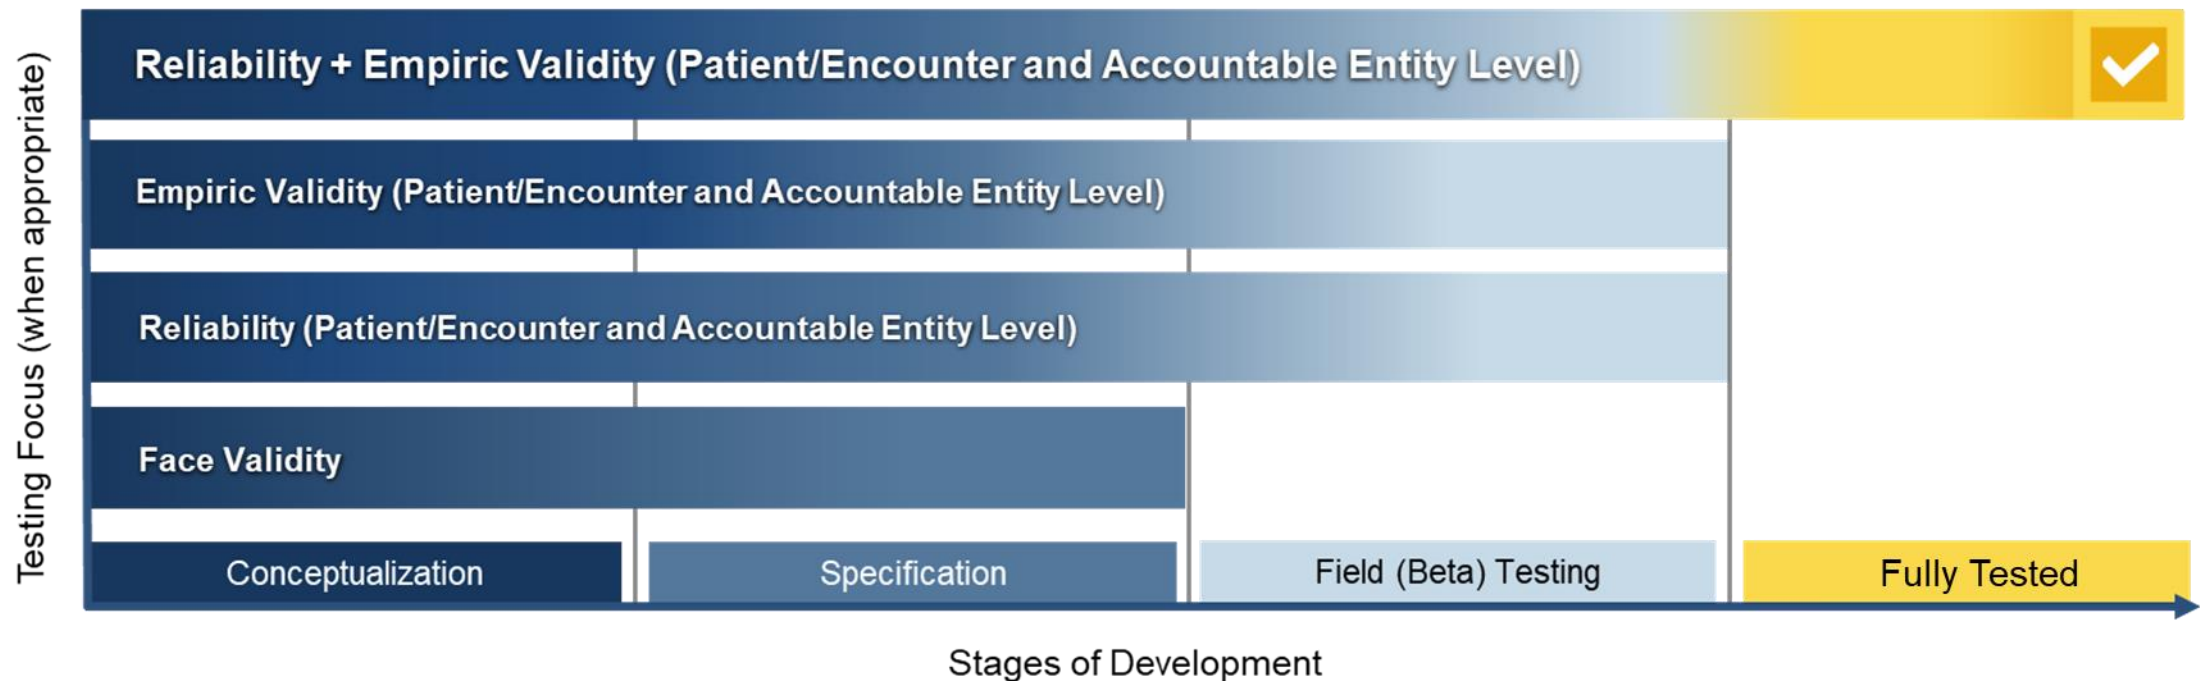 Testing Focus (when appropriate)
Reliability + Empiric Validity (Patient/Encounter and Accountable Entity Level)
Empiric Validity (Patient/Encounter and Accountable Entity Level)
Reliability (Patient/Encounter and Accountable Entity Level)
Face Validity
Conceptualization
Specification
Field (Beta) Testing
Fully Tested
Stages of Development